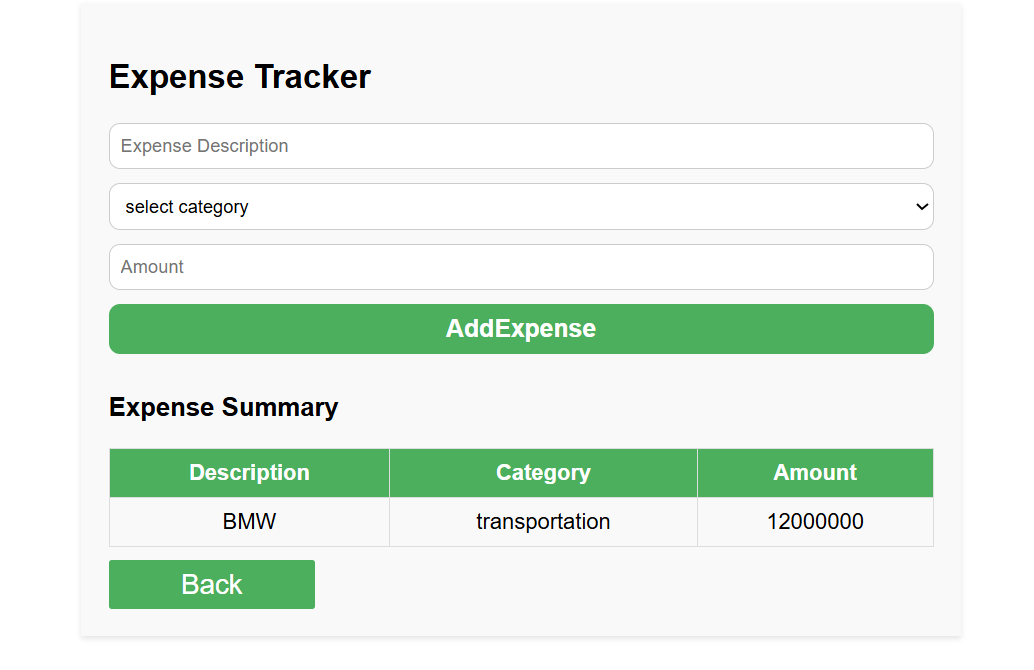 Expense Tracker
Expense Description
select category
Amount
AddExpense
Expense Summary
Description Category Amount
BMW transportation 12000000
Back